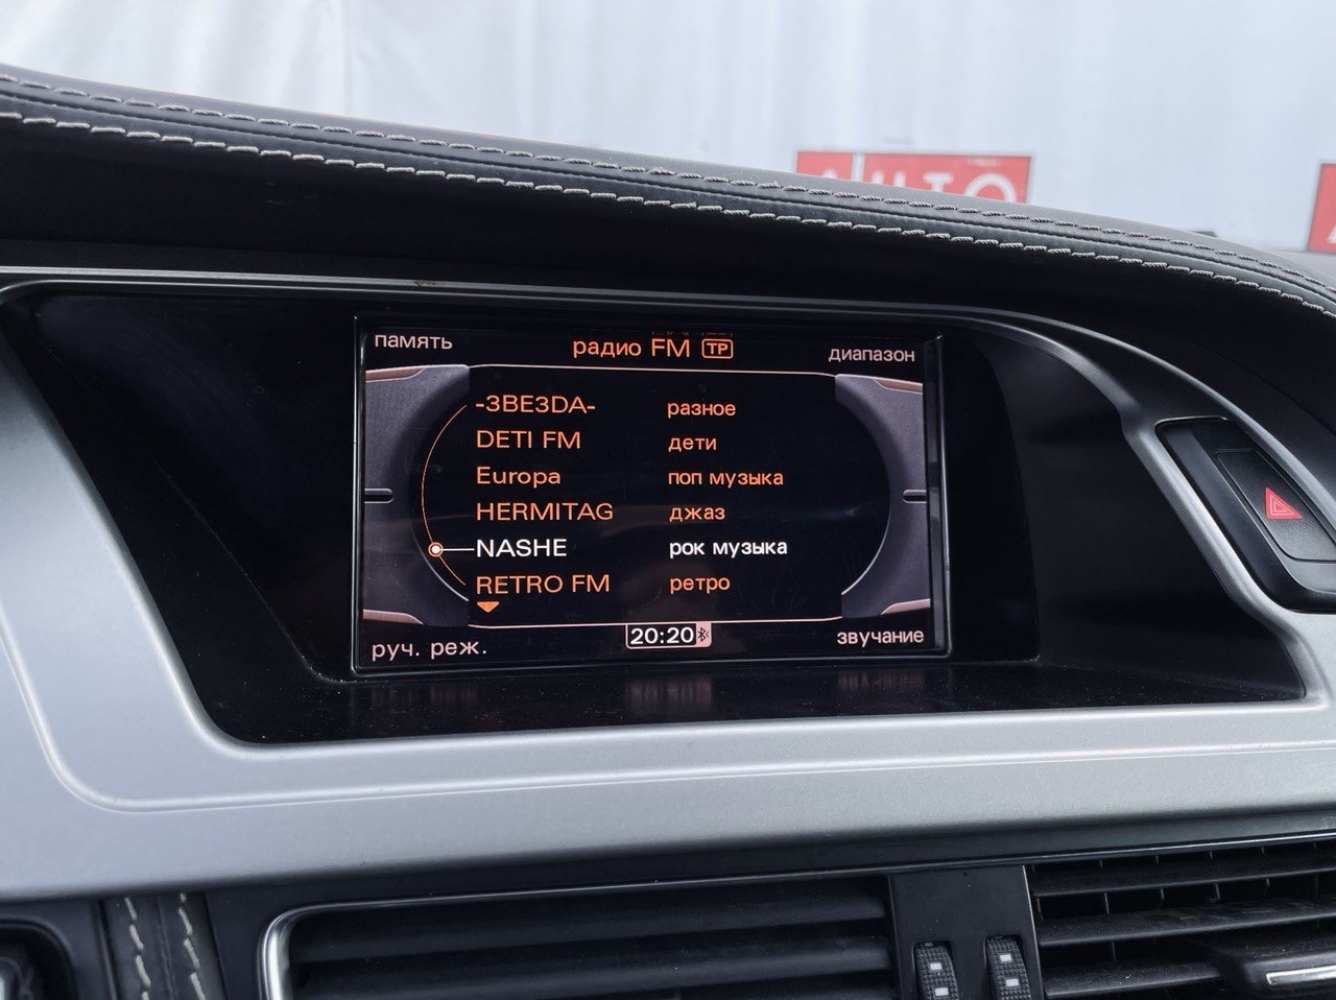 AUTO
память
радио FM TP
диапазон
-ЗВЕЗDA- разное
DETI FM дети
Europa поп музыка
HERMITAG джаз
NASHE рок музыка
RETRO FM ретро
руч. реж.
20:20
звучание